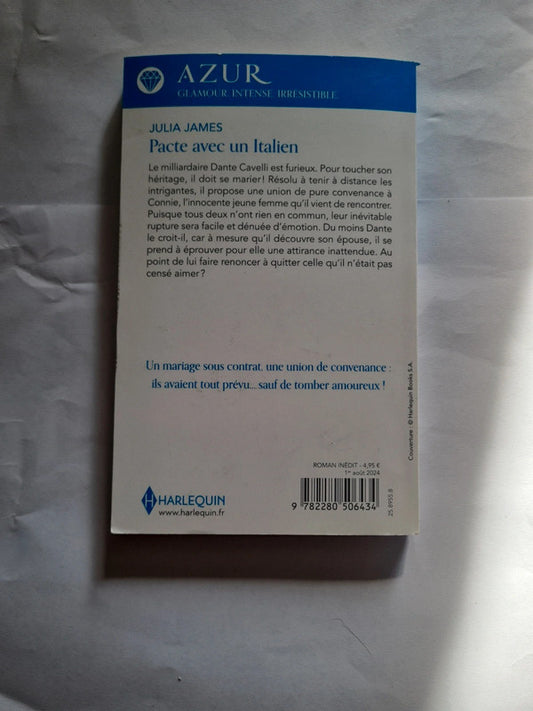 AZUR
GLAMOUR. INTENSE. IRRÉSISTIBLE.
JULIA JAMES
Pacte avec un Italien
Le milliardaire Dante Cavelli est furieux. Pour toucher son
héritage, il doit se marier ! Résolu à tenir à distance les
intrigantes, il propose une union de pure convenance à
Connie, l'innocente jeune femme qu'il vient de rencontrer.
Puisque tous deux n'ont rien en commun, leur inévitable
rupture sera facile et dénuée d'émotion. Du moins Dante
le croit-il, car à mesure qu'il découvre son épouse, il se
prend à éprouver pour elle une attirance inattendue. Au
point de lui faire renoncer à quitter celle qu'il n'était pas
censé aimer ?
Un mariage sous contrat, une union de convenance :
ils avaient tout prévu... sauf de tomber amoureux !
Couverture : © Harlequin Books S.A.
ROMAN INÉDIT - 4,95 €
1er août 2024
9 782280 506434
25.8955.8
HARLEQUIN
www.harlequin.fr